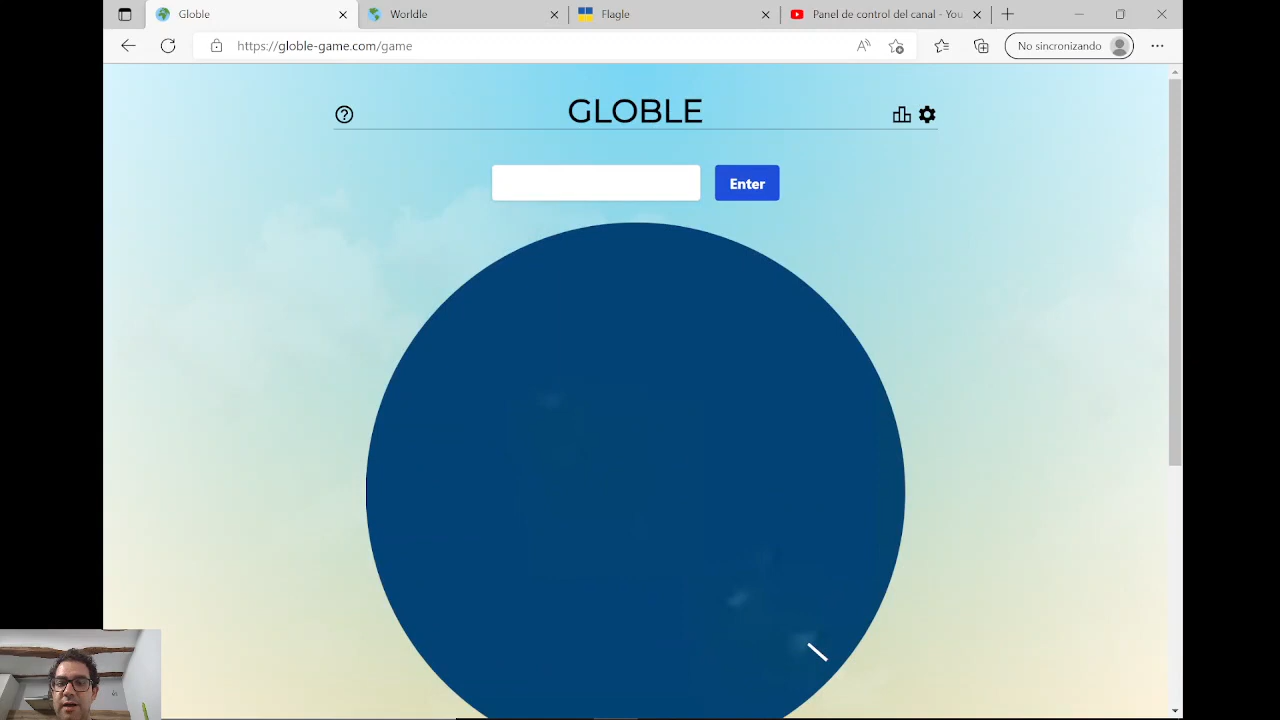 Globle
Worldle
Flagle
Panel de control del canal - You
https://globle-game.com/game
No sincronizando
GLOBLE
Enter